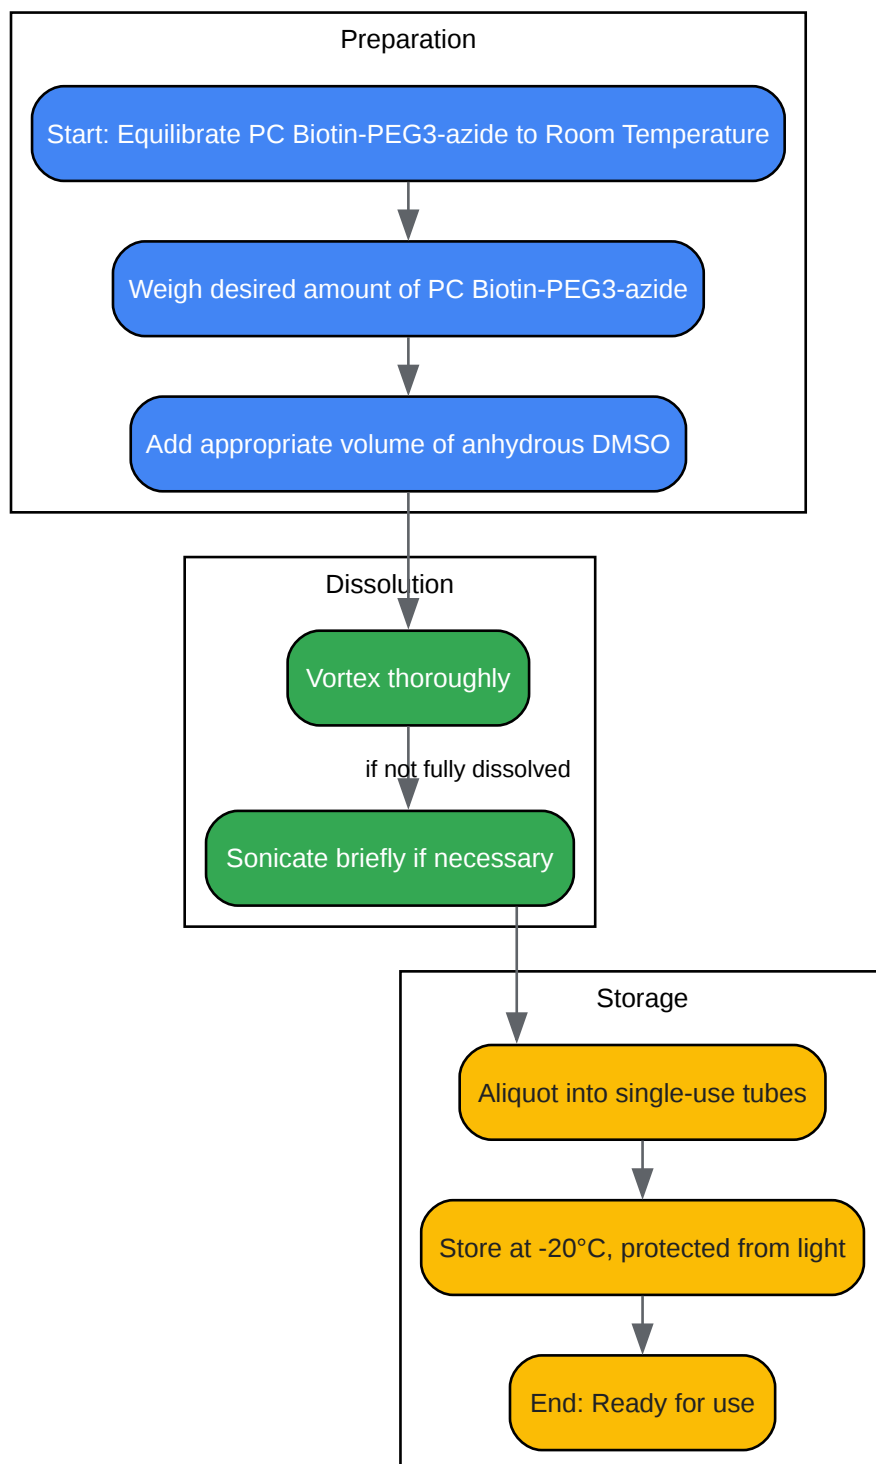 Preparation
Start: Equilibrate PC Biotin-PEG3-azide to Room Temperature
Weigh desired amount of PC Biotin-PEG3-azide
Add appropriate volume of anhydrous DMSO
Dissolution
Vortex thoroughly
if not fully dissolved
Sonicate briefly if necessary
Storage
Aliquot into single-use tubes
Store at -20°C, protected from light
End: Ready for use